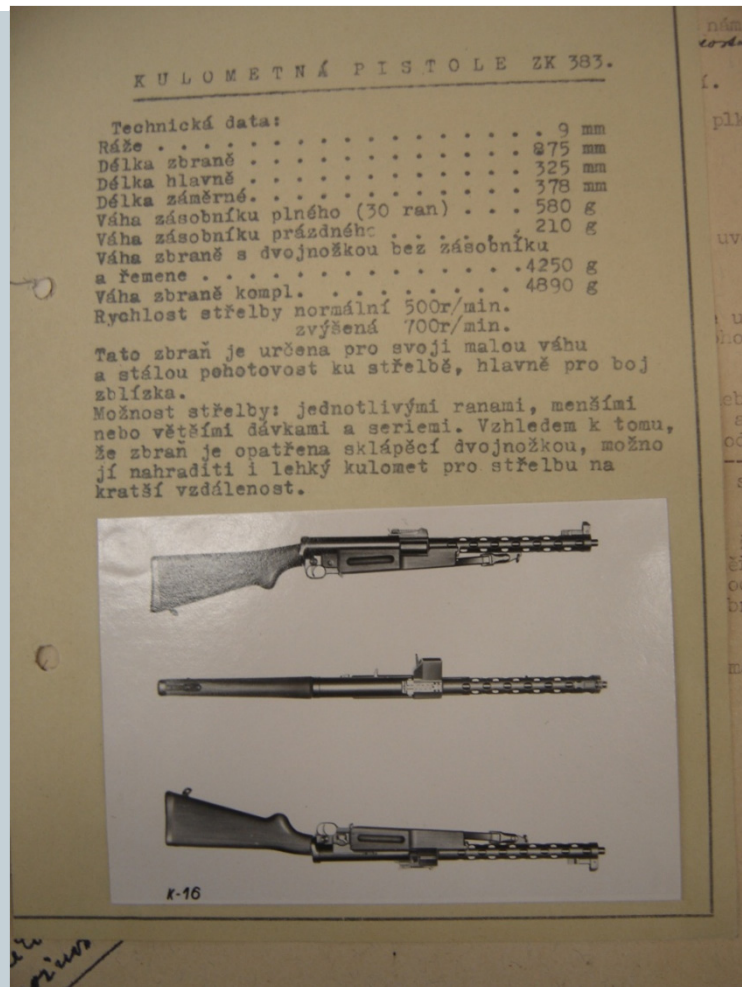 KULOMETNÁ PISTOLE ZK 383.
Technická data:
Ráže . . . . . . . . . . . . . . . . . . 9 mm
Délka zbraně . . . . . . . . . . . . . 875 mm
Délka hlavně . . . . . . . . . . . . . 325 mm
Délka záměrné. . . . . . . . . . . . . 378 mm
Váha zásobníku plného (30 ran) . . . 580 g
Váha zásobníku prázdného . . . . . . . 210 g
Váha zbraně s dvojnožkou bez zásobníku
a řemene . . . . . . . . . . . . . . .4250 g
Váha zbraně kompl. . . . . . . . . . . 4890 g
Rychlost střelby normální 500r/min.
zvýšená 700r/min.
Tato zbraň je určena pro svoji malou váhu
a stálou pohotovost ku střelbě, hlavně pro boj
zblízka.
Možnost střelby: jednotlivými ranami, menšími
nebo většími dávkami a seriemi. Vzhledem k tomu,
že zbraň je opatřena sklápěcí dvojnožkou, možno
jí nahraditi i lehký kulomet pro střelbu na
kratší vzdálenost.
K-16